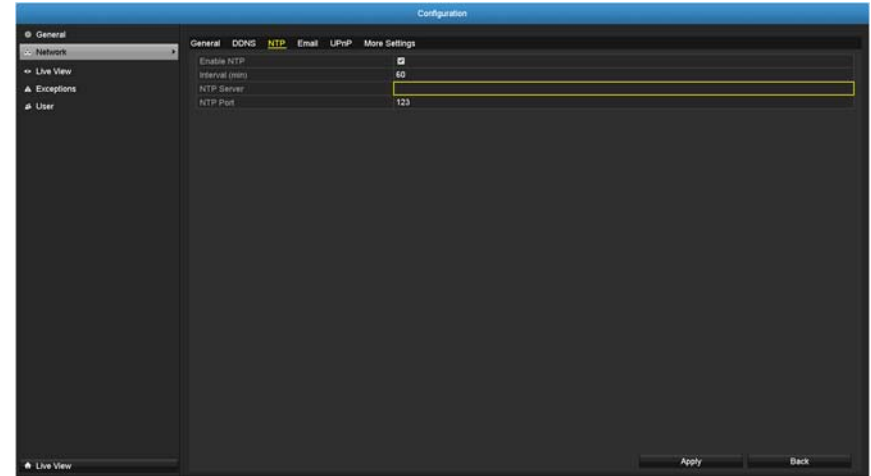 Configuration
General
Network
Live View
Exceptions
User
General DDNS NTP Email UPnP More Settings
Enable NTP
Interval (min) 60
NTP Server
NTP Port 123
Live View
Apply Back